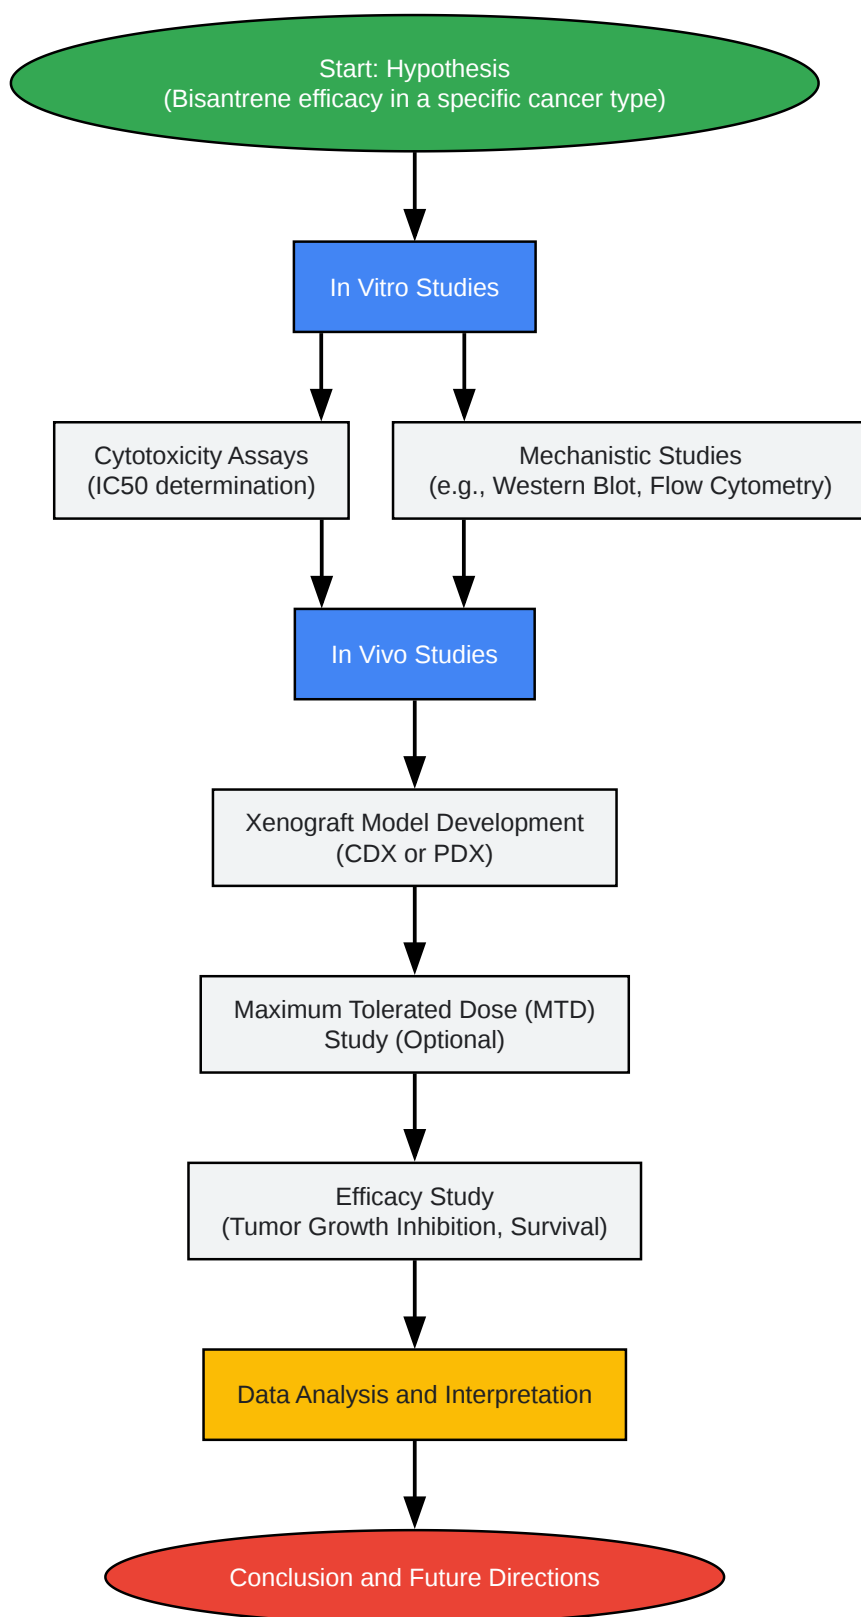 Start: Hypothesis
(Bisantrene efficacy in a specific cancer type)
In Vitro Studies
Cytotoxicity Assays
(IC50 determination)
Mechanistic Studies
(e.g., Western Blot, Flow Cytometry)
In Vivo Studies
Xenograft Model Development
(CDX or PDX)
Maximum Tolerated Dose (MTD)
Study (Optional)
Efficacy Study
(Tumor Growth Inhibition, Survival)
Data Analysis and Interpretation
Conclusion and Future Directions